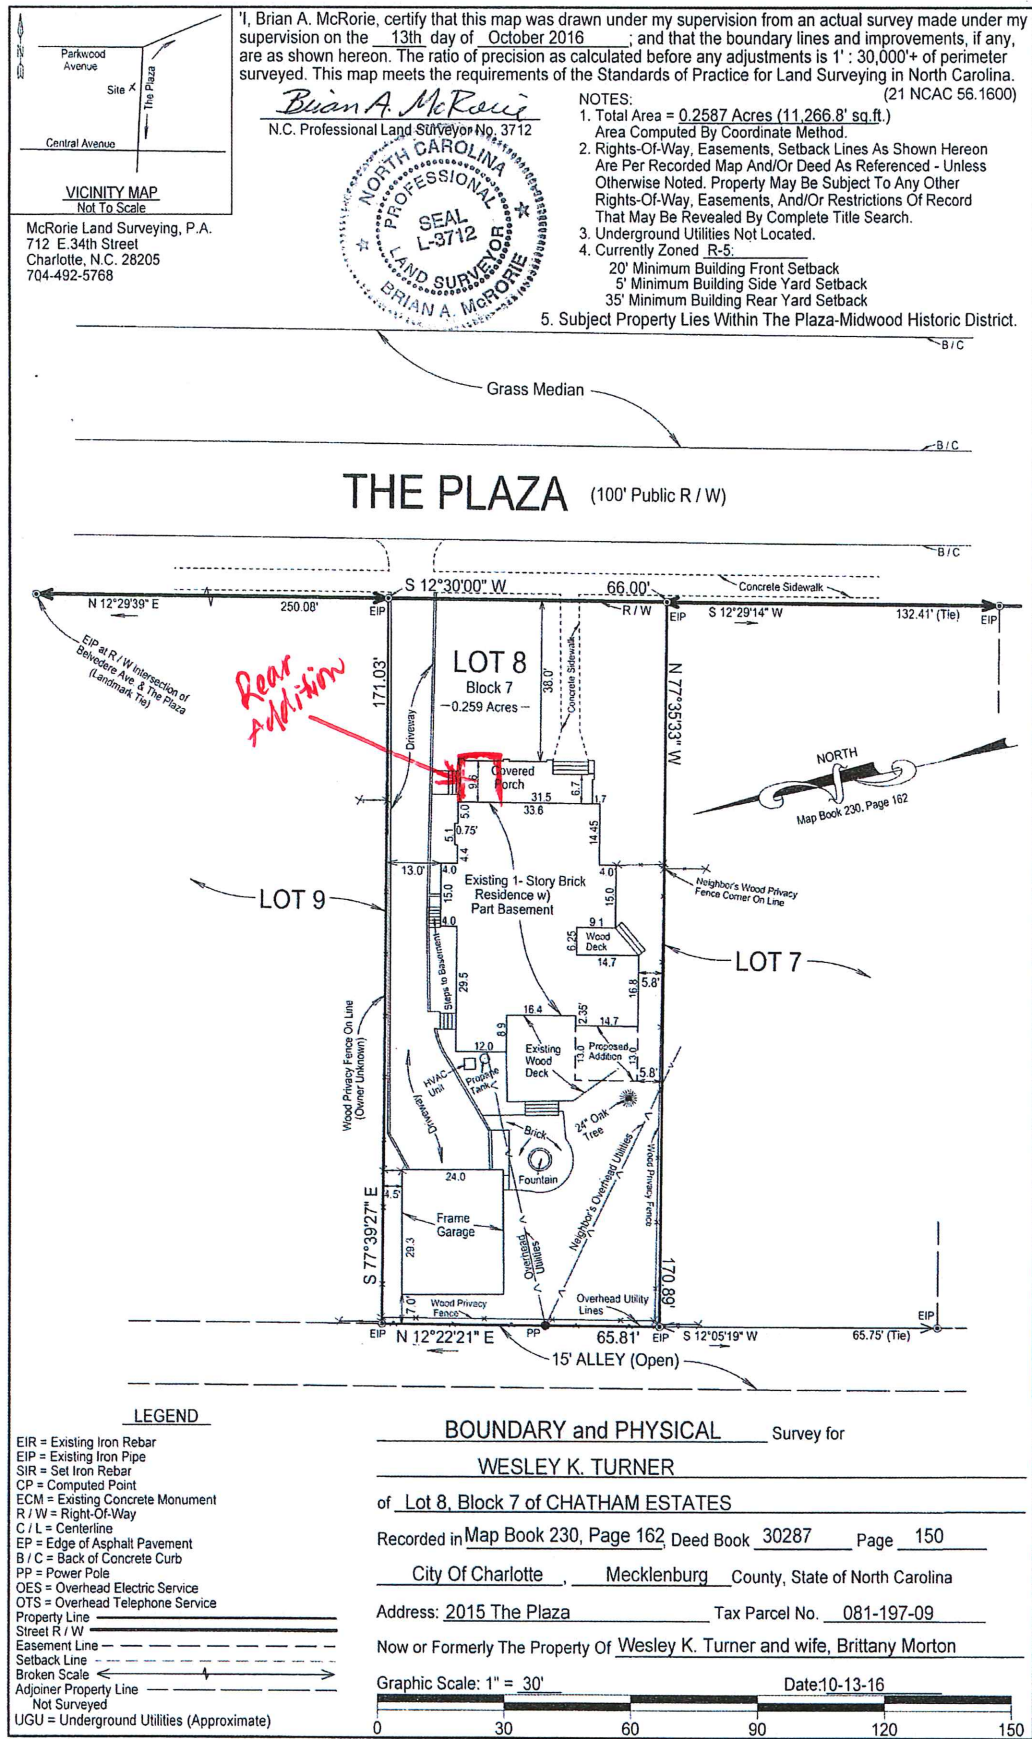 'I, Brian A. McRorie, certify that this map was drawn under my supervision from an actual survey made under my
supervision on the 13th day of October 2016 ; and that the boundary lines and improvements, if any,
are as shown hereon. The ratio of precision as calculated before any adjustments is 1' : 30,000'+ of perimeter
surveyed. This map meets the requirements of the Standards of Practice for Land Surveying in North Carolina.
(21 NCAC 56.1600)
Brian A. McRorie
N.C. Professional Land Surveyor No. 3712
NORTH CAROLINA
PROFESSIONAL
SEAL
L-3712
LAND SURVEYOR
BRIAN A. McRORIE
N
Parkwood
Avenue
Site X
The Plaza
Central Avenue
VICINITY MAP
Not To Scale
McRorie Land Surveying, P.A.
712 E.34th Street
Charlotte, N.C. 28205
704-492-5768
NOTES:
1. Total Area = 0.2587 Acres (11,266.8' sq.ft.)
Area Computed By Coordinate Method.
2. Rights-Of-Way, Easements, Setback Lines As Shown Hereon
Are Per Recorded Map And/Or Deed As Referenced - Unless
Otherwise Noted. Property May Be Subject To Any Other
Rights-Of-Way, Easements, And/Or Restrictions Of Record
That May Be Revealed By Complete Title Search.
3. Underground Utilities Not Located.
4. Currently Zoned R-5:
20' Minimum Building Front Setback
5' Minimum Building Side Yard Setback
35' Minimum Building Rear Yard Setback
5. Subject Property Lies Within The Plaza-Midwood Historic District.
B / C
Grass Median
B / C
THE PLAZA (100' Public R / W)
B / C
S 12°30'00" W 66.00'
Concrete Sidewalk
N 12°29'39" E 250.08'
EIP
R / W
EIP
S 12°29'14" W 132.41' (Tie)
EIP
EIP at R / W intersection of
Belvedere Ave. & The Plaza
(Landmark Tie)
Rear
Addition
171.03'
Driveway
LOT 8
Block 7
0.259 Acres
38.0'
Concrete Sidewalk
N 77°35'33" W
NORTH
Map Book 230, Page 162
9.6
Covered
Porch
31.5
6.7
1.7
33.6
5.0
0.75'
5.1
4.4
14.45
13.0'
4.0
4.0
15.0
15.0
4.0
Existing 1- Story Brick
Residence w)
Part Basement
Neighbor's Wood Privacy
Fence Corner On Line
LOT 9
LOT 7
9.1
6.25
Wood
Deck
14.7
16.8
5.8'
Steps to Basement
29.5
16.4
2.35'
14.7
8.9
12.0
Existing
Wood
Deck
13.0
Proposed
Addition
13.0
5.8'
HVAC
Unit
Propane
Tank
24" Oak
Tree
Wood Privacy Fence On Line
(Owner Unknown)
Driveway
Brick
Fountain
Neighbor's Overhead Utilities
Wood Privacy Fence
24.0
4.5'
Frame
Garage
29.3
Overhead
Utilities
S 77°39'27" E
170.89'
7.0'
Wood Privacy
Fence
Overhead Utility
Lines
EIP
N 12°22'21" E
PP
65.81'
EIP
S 12°05'19" W
65.75' (Tie)
EIP
15' ALLEY (Open)
LEGEND
EIR = Existing Iron Rebar
EIP = Existing Iron Pipe
SIR = Set Iron Rebar
CP = Computed Point
ECM = Existing Concrete Monument
R / W = Right-Of-Way
C / L = Centerline
EP = Edge of Asphalt Pavement
B / C = Back of Concrete Curb
PP = Power Pole
OES = Overhead Electric Service
OTS = Overhead Telephone Service
Property Line
Street R / W
Easement Line
Setback Line
Broken Scale
Adjoiner Property Line
Not Surveyed
UGU = Underground Utilities (Approximate)
BOUNDARY and PHYSICAL Survey for
WESLEY K. TURNER
of Lot 8, Block 7 of CHATHAM ESTATES
Recorded in Map Book 230, Page 162, Deed Book 30287 Page 150
City Of Charlotte , Mecklenburg County, State of North Carolina
Address: 2015 The Plaza Tax Parcel No. 081-197-09
Now or Formerly The Property Of Wesley K. Turner and wife, Brittany Morton
Graphic Scale: 1" = 30' Date:10-13-16
0 30 60 90 120 150